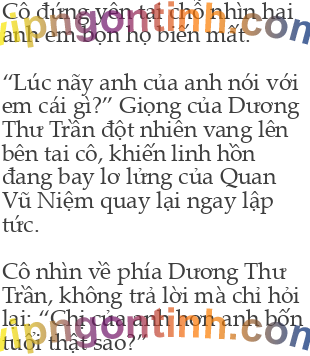 Cô đứng yên tại chỗ nhìn hai
anh em bọn họ biến mất.
“Lúc nãy anh của anh nói với
em cái gì?” Giọng của Dương
Thư Trần đột nhiên vang lên
bên tai cô, khiến linh hồn
đang bay lơ lửng của Quan
Vũ Niệm quay lại ngay lập
tức.
Cô nhìn về phía Dương Thư
Trần, không trả lời mà chỉ hỏi
lại: “Chị của anh hơn anh bốn
tuổi thật sao?”
vipngontinh.com
vipngontinh.com